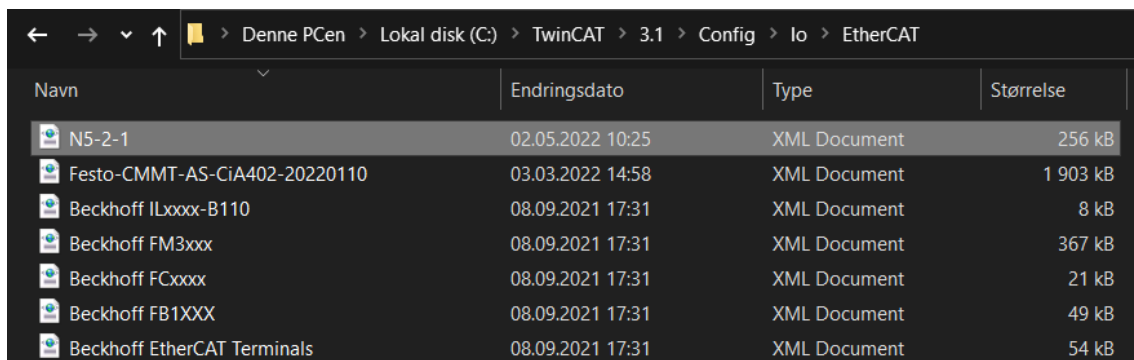 Denne PCen > Lokal disk (C:) > TwinCAT > 3.1 > Config > Io > EtherCAT
Navn Endringsdato Type Størrelse
N5-2-1 02.05.2022 10:25 XML Document 256 kB
Festo-CMMT-AS-CiA402-20220110 03.03.2022 14:58 XML Document 1 903 kB
Beckhoff ILxxxx-B110 08.09.2021 17:31 XML Document 8 kB
Beckhoff FM3xxx 08.09.2021 17:31 XML Document 367 kB
Beckhoff FCxxxx 08.09.2021 17:31 XML Document 21 kB
Beckhoff FB1XXX 08.09.2021 17:31 XML Document 49 kB
Beckhoff EtherCAT Terminals 08.09.2021 17:31 XML Document 54 kB